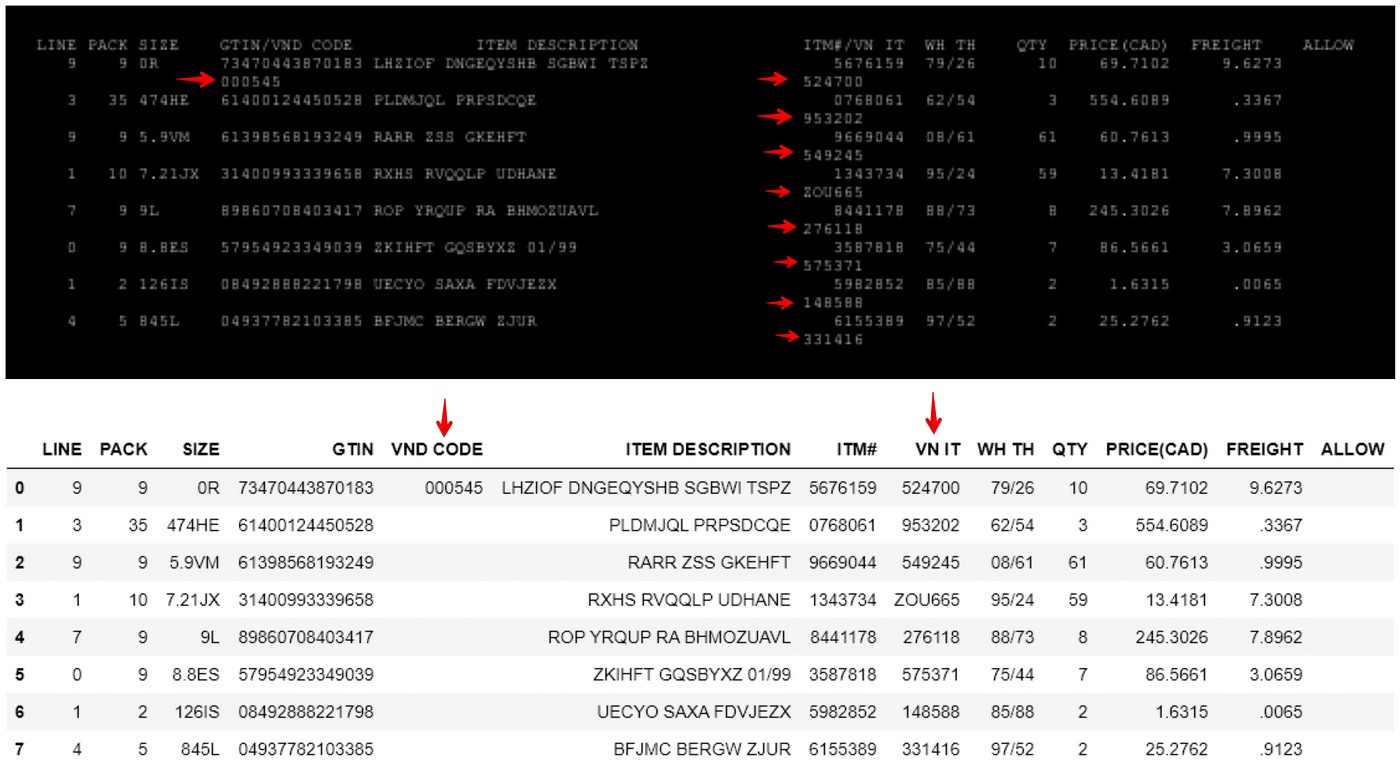 LINE PACK SIZE GTIN/VND CODE ITEM DESCRIPTION ITM#/VN IT WH TH QTY PRICE(CAD) FREIGHT ALLOW
9 9 0R 73470443870183 LHZIOF DNGEQYSHB SGBWI TSPZ 5676159 79/26 10 69.7102 9.6273
000545 524700
3 35 474HE 61400124450528 PLDMJQL PRPSDCQE 0768061 62/54 3 554.6089 .3367
953202
9 9 5.9VM 61398568193249 RARR ZSS GKEHFT 9669044 08/61 61 60.7613 .9995
549245
1 10 7.21JX 31400993339658 RXHS RVQQLP UDHANE 1343734 95/24 59 13.4181 7.3008
ZOU665
7 9 9L 89860708403417 ROP YRQUP RA BHMOZUAVL 8441178 88/73 8 245.3026 7.8962
276118
0 9 8.8ES 57954923349039 ZKIHFT GQSBYXZ 01/99 3587818 75/44 7 86.5661 3.0659
575371
1 2 126IS 08492888221798 UECYO SAXA FDVJEZX 5982852 85/88 2 1.6315 .0065
148588
4 5 845L 04937782103385 BFJMC BERGW ZJUR 6155389 97/52 2 25.2762 .9123
331416
LINE PACK SIZE GTIN VND CODE ITEM DESCRIPTION ITM# VN IT WH TH QTY PRICE(CAD) FREIGHT ALLOW
0 9 9 0R 73470443870183 000545 LHZIOF DNGEQYSHB SGBWI TSPZ 5676159 524700 79/26 10 69.7102 9.6273
1 3 35 474HE 61400124450528 PLDMJQL PRPSDCQE 0768061 953202 62/54 3 554.6089 .3367
2 9 9 5.9VM 61398568193249 RARR ZSS GKEHFT 9669044 549245 08/61 61 60.7613 .9995
3 1 10 7.21JX 31400993339658 RXHS RVQQLP UDHANE 1343734 ZOU665 95/24 59 13.4181 7.3008
4 7 9 9L 89860708403417 ROP YRQUP RA BHMOZUAVL 8441178 276118 88/73 8 245.3026 7.8962
5 0 9 8.8ES 57954923349039 ZKIHFT GQSBYXZ 01/99 3587818 575371 75/44 7 86.5661 3.0659
6 1 2 126IS 08492888221798 UECYO SAXA FDVJEZX 5982852 148588 85/88 2 1.6315 .0065
7 4 5 845L 04937782103385 BFJMC BERGW ZJUR 6155389 331416 97/52 2 25.2762 .9123